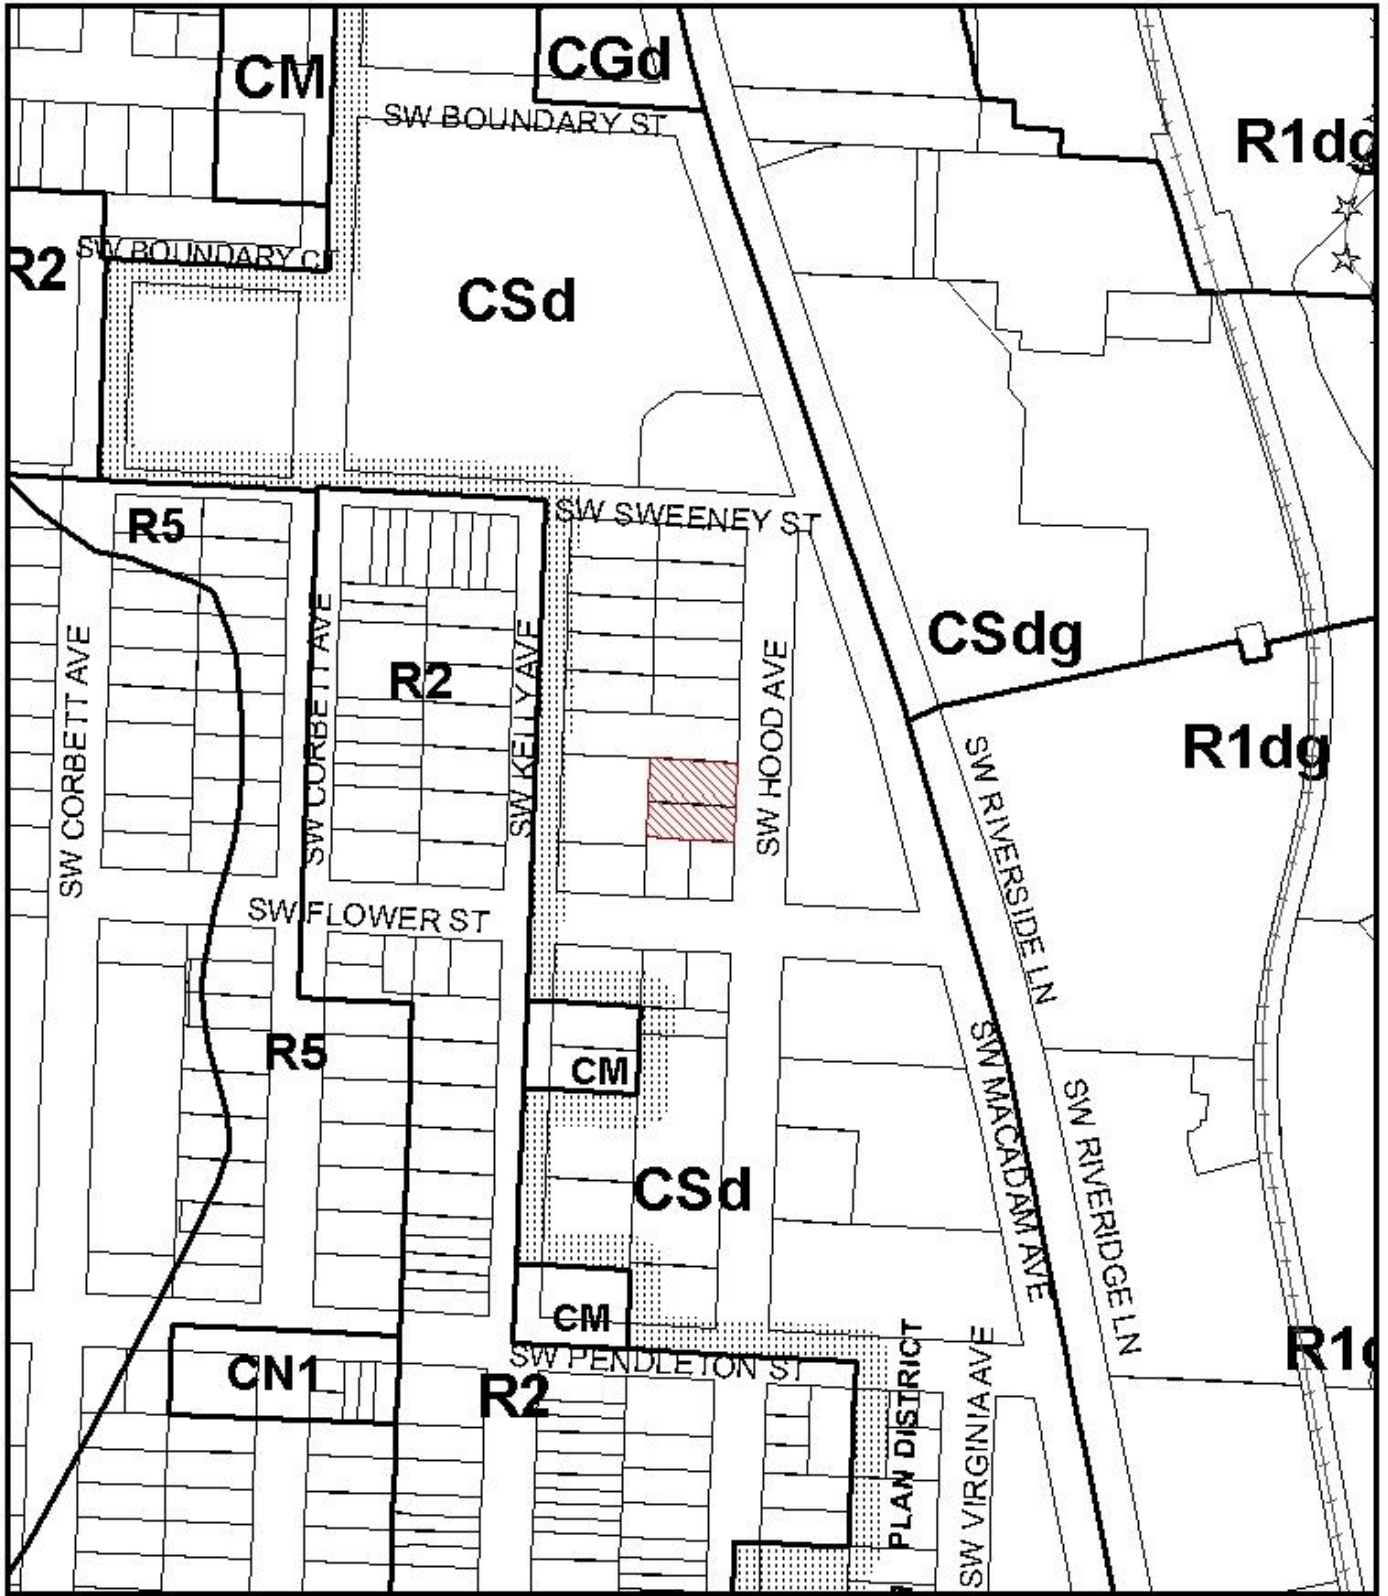 CM
CGd
SW BOUNDARY ST
R1dg
SW BOUNDARY CT
R2
CSd
SW SWEENEY ST
R5
R2
SW CORBETT AVE
SW CORBETT AVE
SW KELLY AVE
SW HOOD AVE
CSdg
R1dg
SW RIVERSIDE LN
SW FLOWER ST
R5
CM
SW MACADAM AVE
SW RIVERIDGE LN
CSd
CM
SW PENDLETON ST
CN1
R2
PLAN DISTRICT
SW VIRGINIA AVE